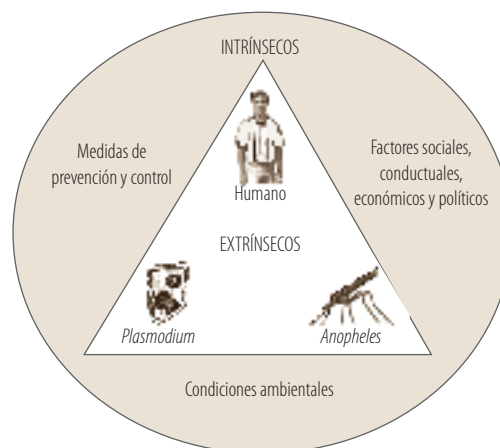 INTRÍNSECOS
Medidas de
prevención y control
Factores sociales,
conductuales,
económicos y políticos
Humano
EXTRÍNSECOS
Plasmodium
Anopheles
Condiciones ambientales